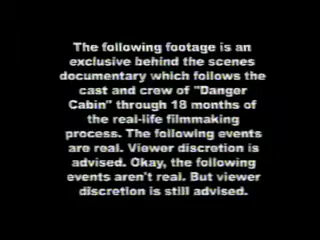 The following footage is an
exclusive behind the scenes
documentary which follows the
cast and crew of "Danger
Cabin" through 18 months of
the real-life filmmaking
process. The following events
are real. Viewer discretion is
advised. Okay, the following
events aren't real. But viewer
discretion is still advised.